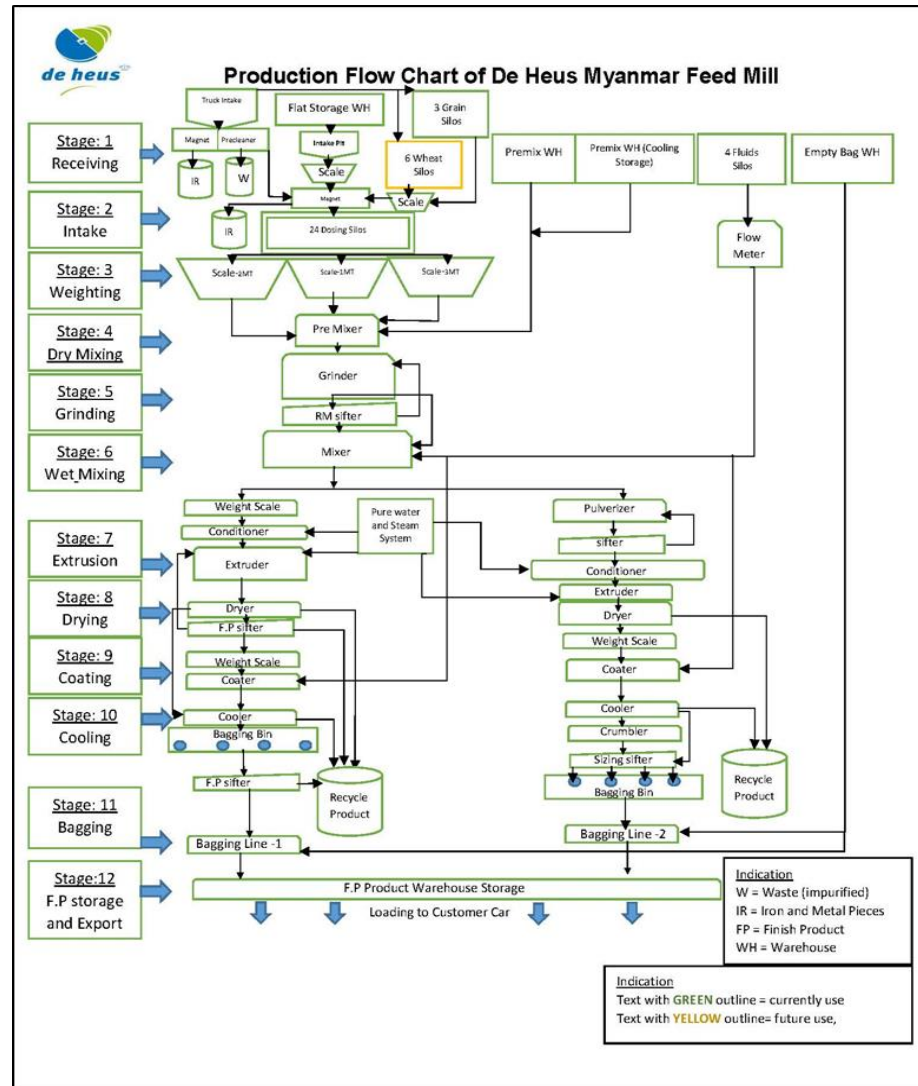 de heus
Production Flow Chart of De Heus Myanmar Feed Mill
Stage: 1
Receiving
Stage: 2
Intake
Stage: 3
Weighting
Stage: 4
Dry Mixing
Stage: 5
Grinding
Stage: 6
Wet Mixing
Stage: 7
Extrusion
Stage: 8
Drying
Stage: 9
Coating
Stage: 10
Cooling
Stage: 11
Bagging
Stage:12
F.P storage
and Export
Truck Intake
Magnet
Precleaner
IR
W
Flat Storage WH
Intake Pit
Scale
Magnet
IR
3 Grain
Silos
6 Wheat
Silos
Scale
24 Dosing Silos
Premix WH
Premix WH (Cooling
Storage)
4 Fluids
Silos
Empty Bag WH
Flow
Meter
Scale-2MT
Scale-1MT
Scale-3MT
Pre Mixer
Grinder
RM sifter
Mixer
Weight Scale
Conditioner
Extruder
Dryer
F.P sifter
Weight Scale
Coater
Cooler
Bagging Bin
F.P sifter
Recycle
Product
Bagging Line -1
Pure water
and Steam
System
Pulverizer
sifter
Conditioner
Extruder
Dryer
Weight Scale
Coater
Cooler
Crumbler
Sizing sifter
Bagging Bin
Recycle
Product
Bagging Line -2
F.P Product Warehouse Storage
Loading to Customer Car
Indication
W = Waste (impurified)
IR = Iron and Metal Pieces
FP = Finish Product
WH = Warehouse
Indication
Text with GREEN outline = currently use
Text with YELLOW outline= future use,